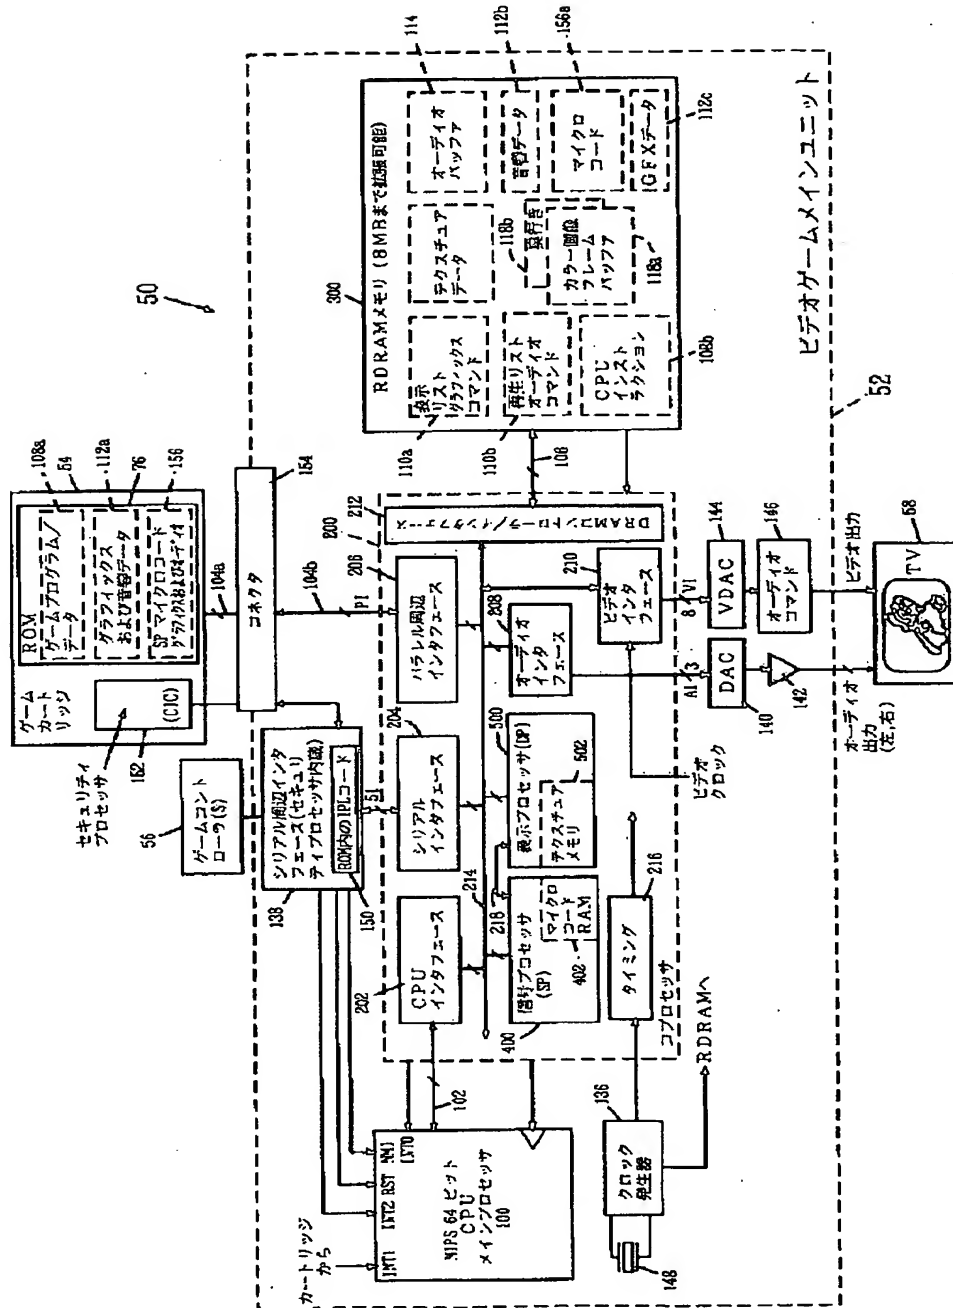 50
ROM
ゲームプログラム/
データ
グラフィックス
および音響データ
SP マイクロコード
グラフィクスおよびオーディオ
108a
54
112a
76
156
ゲーム
カートリッジ
(CIC)
セキュリティ
プロセッサ
162
104a
コネクタ
154
56
ゲームコント
ローラ(S)
シリアル周辺インタ
フェース(セキュリ
ティプロセッサ内蔵)
ROM内のIPLコード
138
150
SI
104b
PI
300
RDRAMメモリ (8MBまで拡張可能)
表示
リスト
グラフィックス
コマンド
テクスチュア
データ
オーディオ
バッファ
114
再生リスト
オーディオ
コマンド
118b
奥行き
カラー画像
フレーム
バッファ
118a
音響データ
112b
マイクロ
コード
156a
CPU
インスト
ラクション
108b
GFXデータ
112c
110a
110b
106
ビデオゲームメインユニット
52
カートリッジ
から
INT1
INT2
RST
NMI
INT0
MIPS 64 ビット
CPU
メインプロセッサ
100
102
202
CPU
インタフェース
204
シリアル
インタフェース
206
パラレル周辺
インタフェース
200
212
DRAMコントローラ/インタフェース
214
218
信号プロセッサ
(SP)
マイクロ
コード
RAM
402
400
500
表示プロセッサ(DP)
502
テクスチュア
メモリ
208
オーディオ
インタ
フェース
210
ビデオ
インタ
フェース
コプロセッサ
タイミング
216
136
クロック
発生器
148
RDRAMへ
ビデオ
クロック
AI
3
8
VI
DAC
140
142
VDAC
144
オーディオ
コマンド
146
オーディオ
出力
(左,右)
ビデオ出力
TV
58